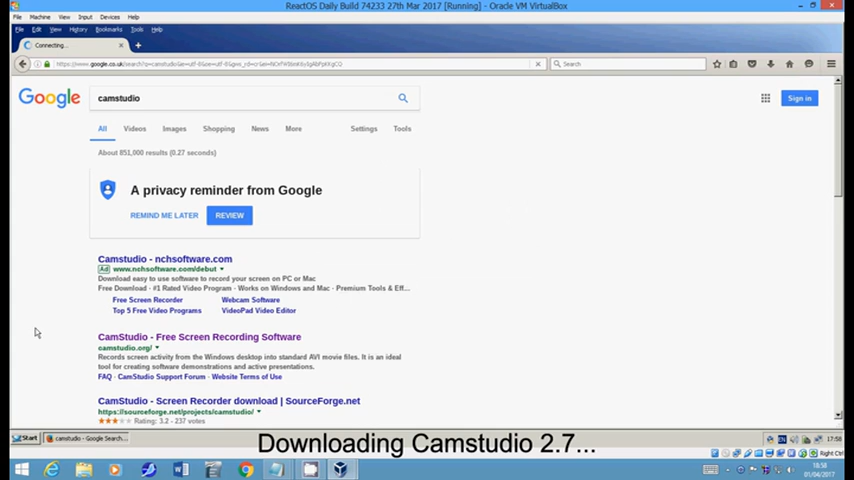 ReactOS Daily Build 74233 27th Mar 2017 [Running] - Oracle VM VirtualBox
File Machine View Input Devices Help
File Edit View History Bookmarks Tools Help
Connecting...
Search
Google
camstudio
Sign in
All Videos Images Shopping News More Settings Tools
About 851,000 results (0.27 seconds)
A privacy reminder from Google
REMIND ME LATER REVIEW
Camstudio - nchsoftware.com
Ad www.nchsoftware.com/debut
Download easy to use software to record your screen on PC or Mac
Free Download · #1 Rated Video Program · Works on Windows and Mac · Premium Tools & Eff...
Free Screen Recorder Webcam Software
Top 5 Free Video Programs VideoPad Video Editor
CamStudio - Free Screen Recording Software
camstudio.org/
Records screen activity from the Windows desktop into standard AVI movie files. It is an ideal
tool for creating software demonstrations and active presentations.
FAQ · CamStudio Support Forum · Website Terms of Use
CamStudio - Screen Recorder download | SourceForge.net
https://sourceforge.net/projects/camstudio/
Rating: 3.2 - 237 votes
Start camstudio - Google Search... EN 17:58
Downloading Camstudio 2.7...
Right Ctrl
18:58
01/04/2017